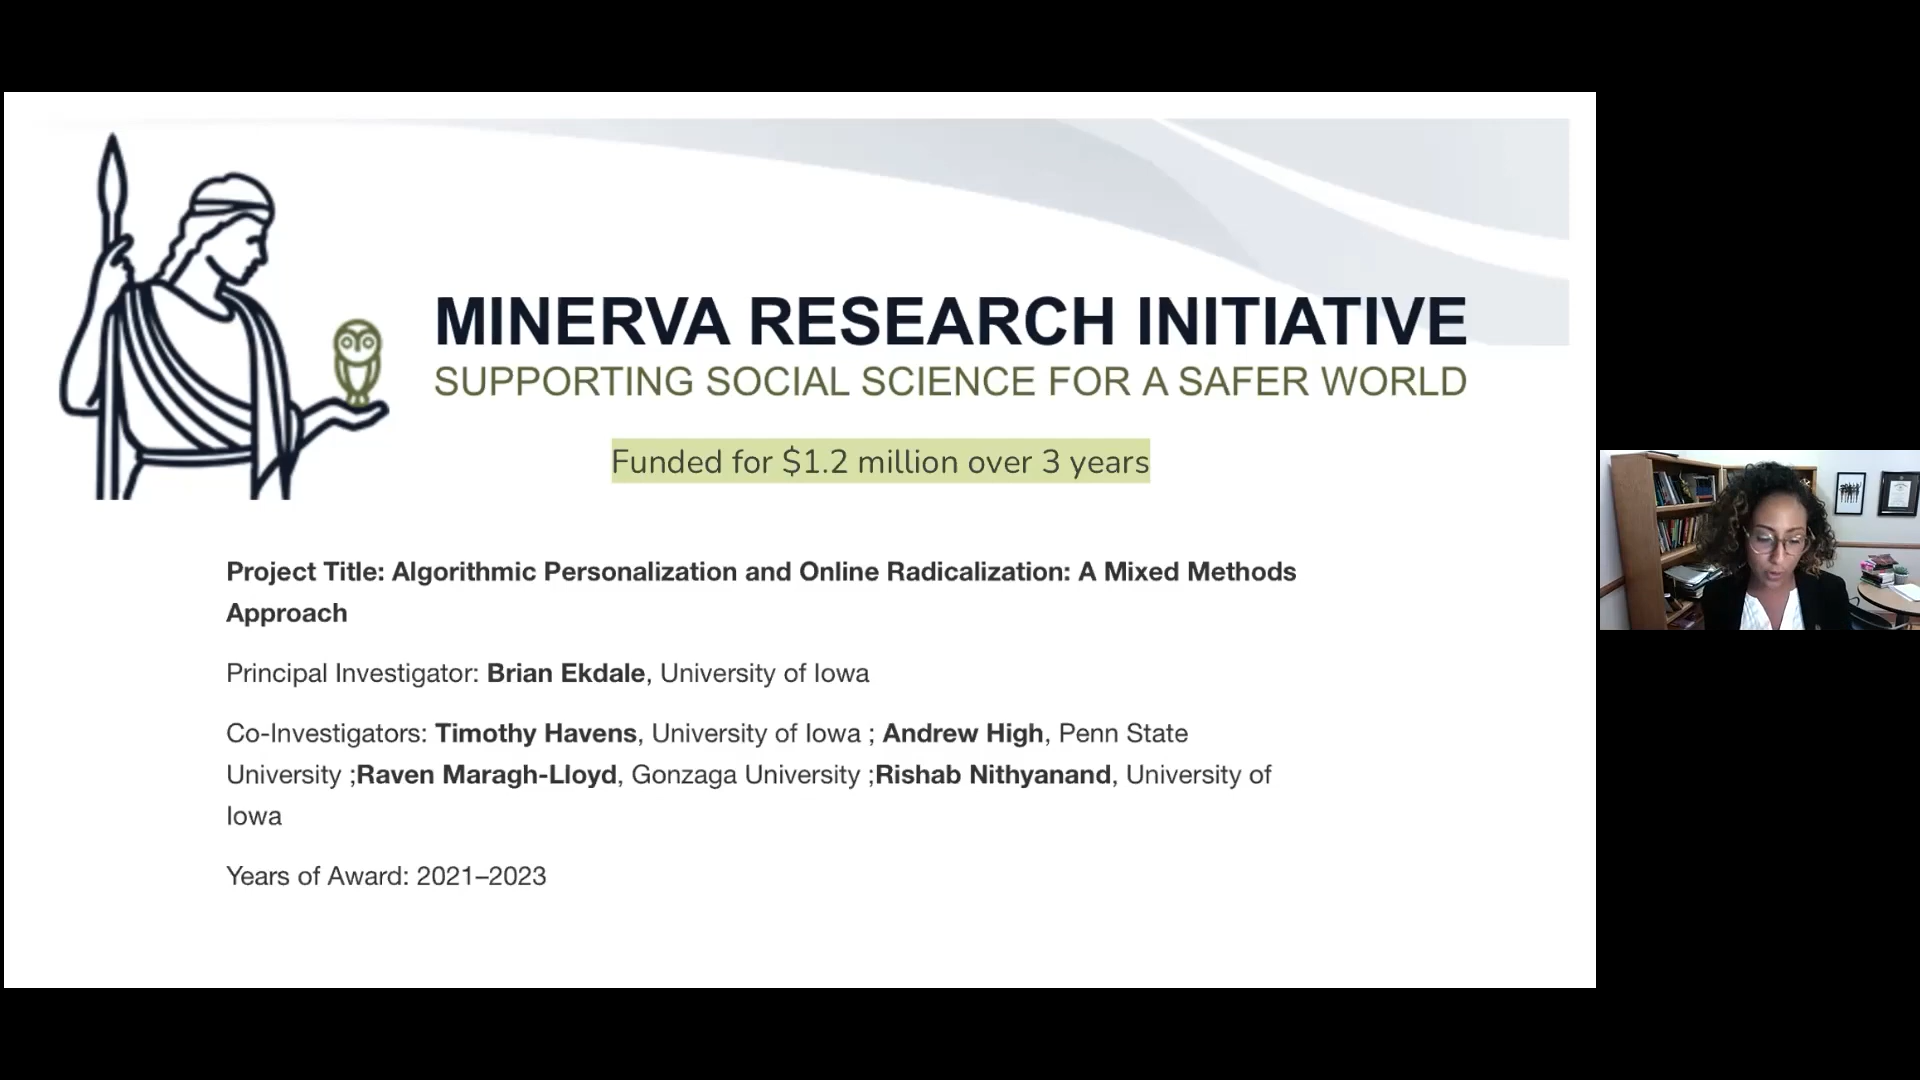 MINERVA RESEARCH INITIATIVE
SUPPORTING SOCIAL SCIENCE FOR A SAFER WORLD
Funded for $1.2 million over 3 years
Project Title: Algorithmic Personalization and Online Radicalization: A Mixed Methods
Approach
Principal Investigator: Brian Ekdale, University of Iowa
Co-Investigators: Timothy Havens, University of Iowa ; Andrew High, Penn State
University ;Raven Maragh-Lloyd, Gonzaga University ;Rishab Nithyanand, University of
Iowa
Years of Award: 2021–2023